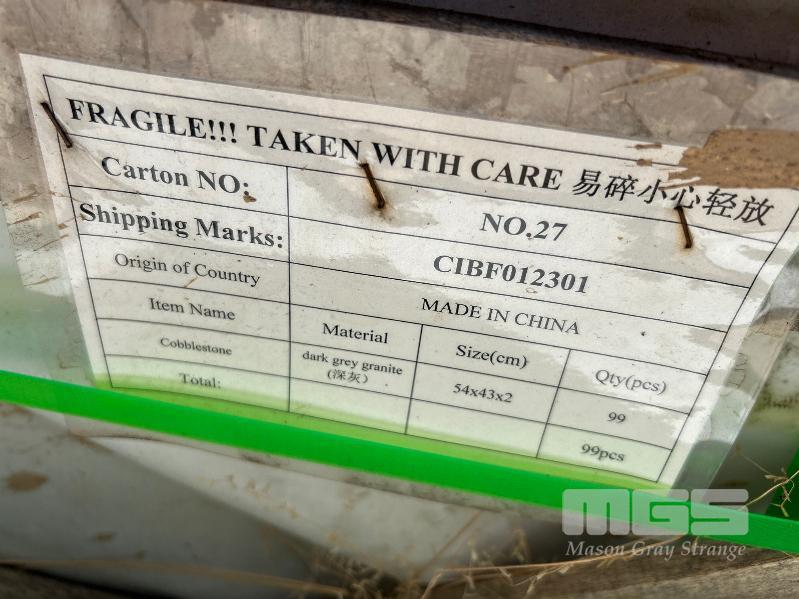 FRAGILE!!! TAKEN WITH CARE 易碎小心轻放
Carton NO: NO.27
Shipping Marks: CIBF012301
Origin of Country MADE IN CHINA
Item Name Material Size(cm) Qty(pcs)
Cobblestone dark grey granite (深灰) 54x43x2 99
Total: 99pcs
MGS
Mason Gray Strange